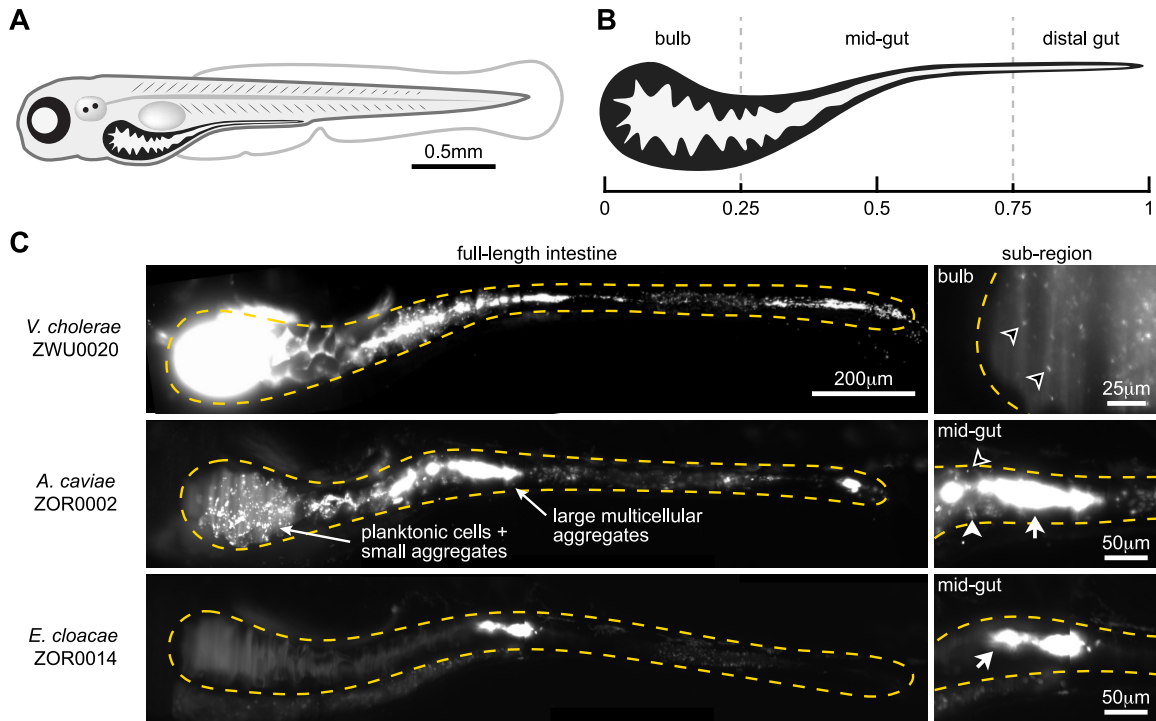 A
0.5mm
B
bulb
mid-gut
distal gut
0
0.25
0.5
0.75
1
C
full-length intestine
sub-region
V. cholerae
ZWU0020
200μm
bulb
25μm
A. caviae
ZOR0002
planktonic cells +
small aggregates
large multicellular
aggregates
mid-gut
50μm
E. cloacae
ZOR0014
mid-gut
50μm